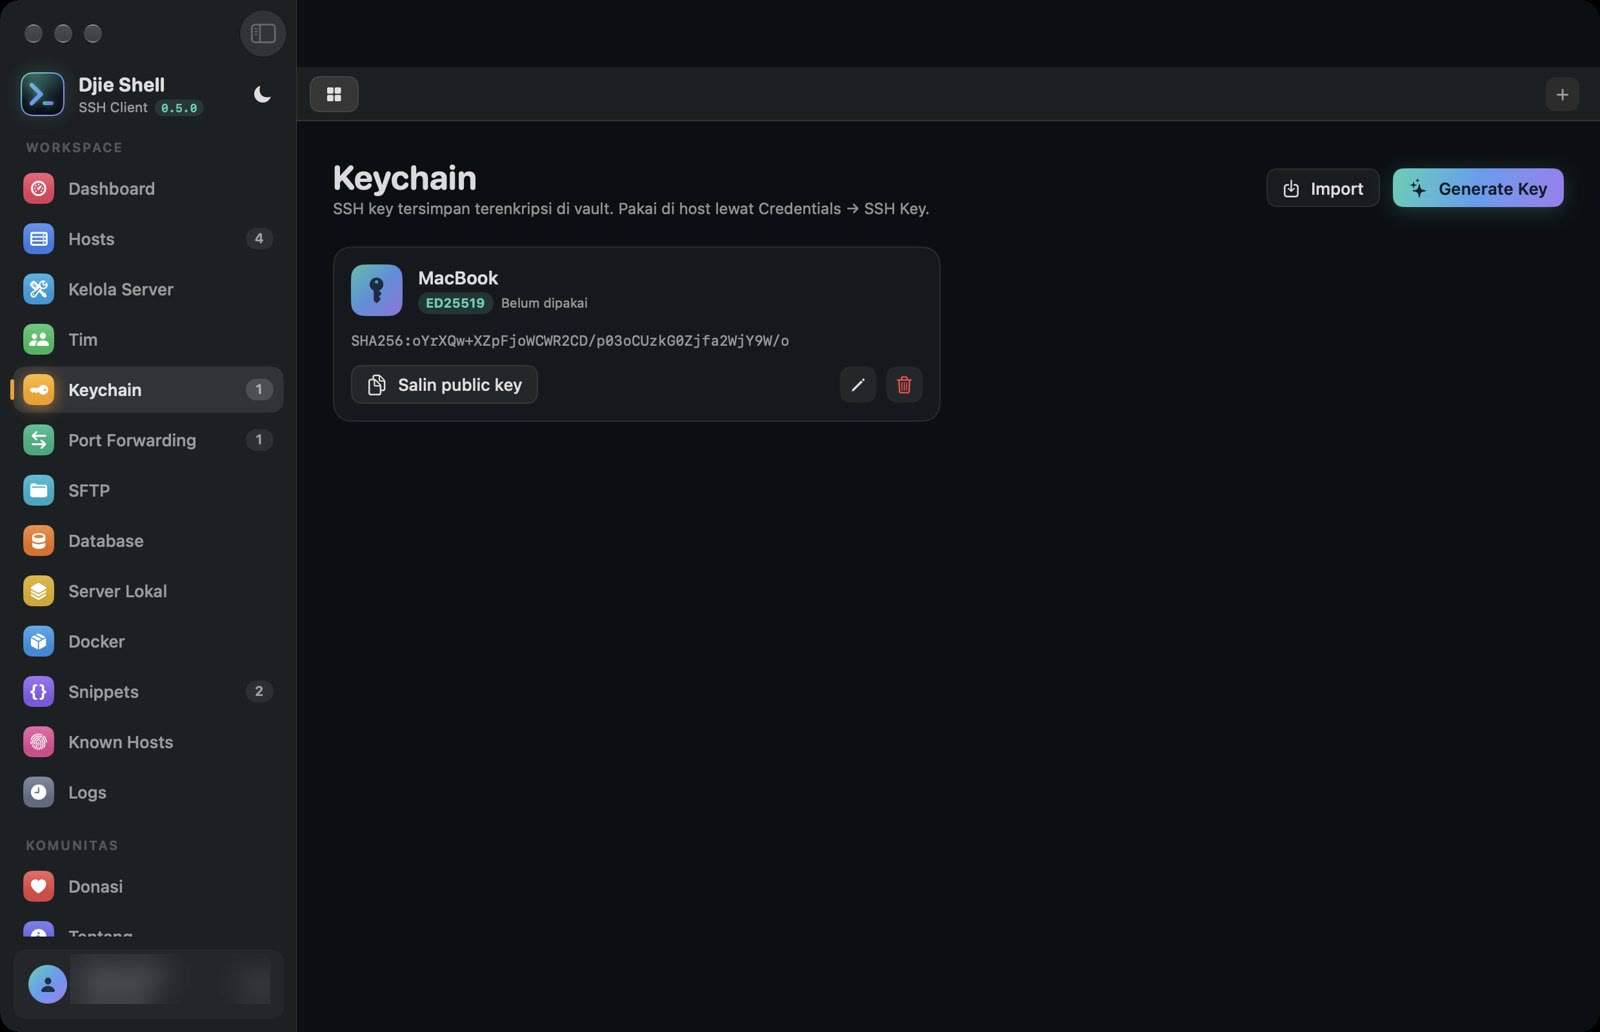 Djie Shell
SSH Client 0.5.0
WORKSPACE
Dashboard
Hosts 4
Kelola Server
Tim
Keychain 1
Port Forwarding 1
SFTP
Database
Server Lokal
Docker
Snippets 2
Known Hosts
Logs
KOMUNITAS
Donasi
Tentang
Keychain
SSH key tersimpan terenkripsi di vault. Pakai di host lewat Credentials → SSH Key.
Import
Generate Key
MacBook
ED25519 Belum dipakai
SHA256:oYrXQw+XZpFjoWCWR2CD/p03oCUzkG0Zjfa2WjY9W/o
Salin public key